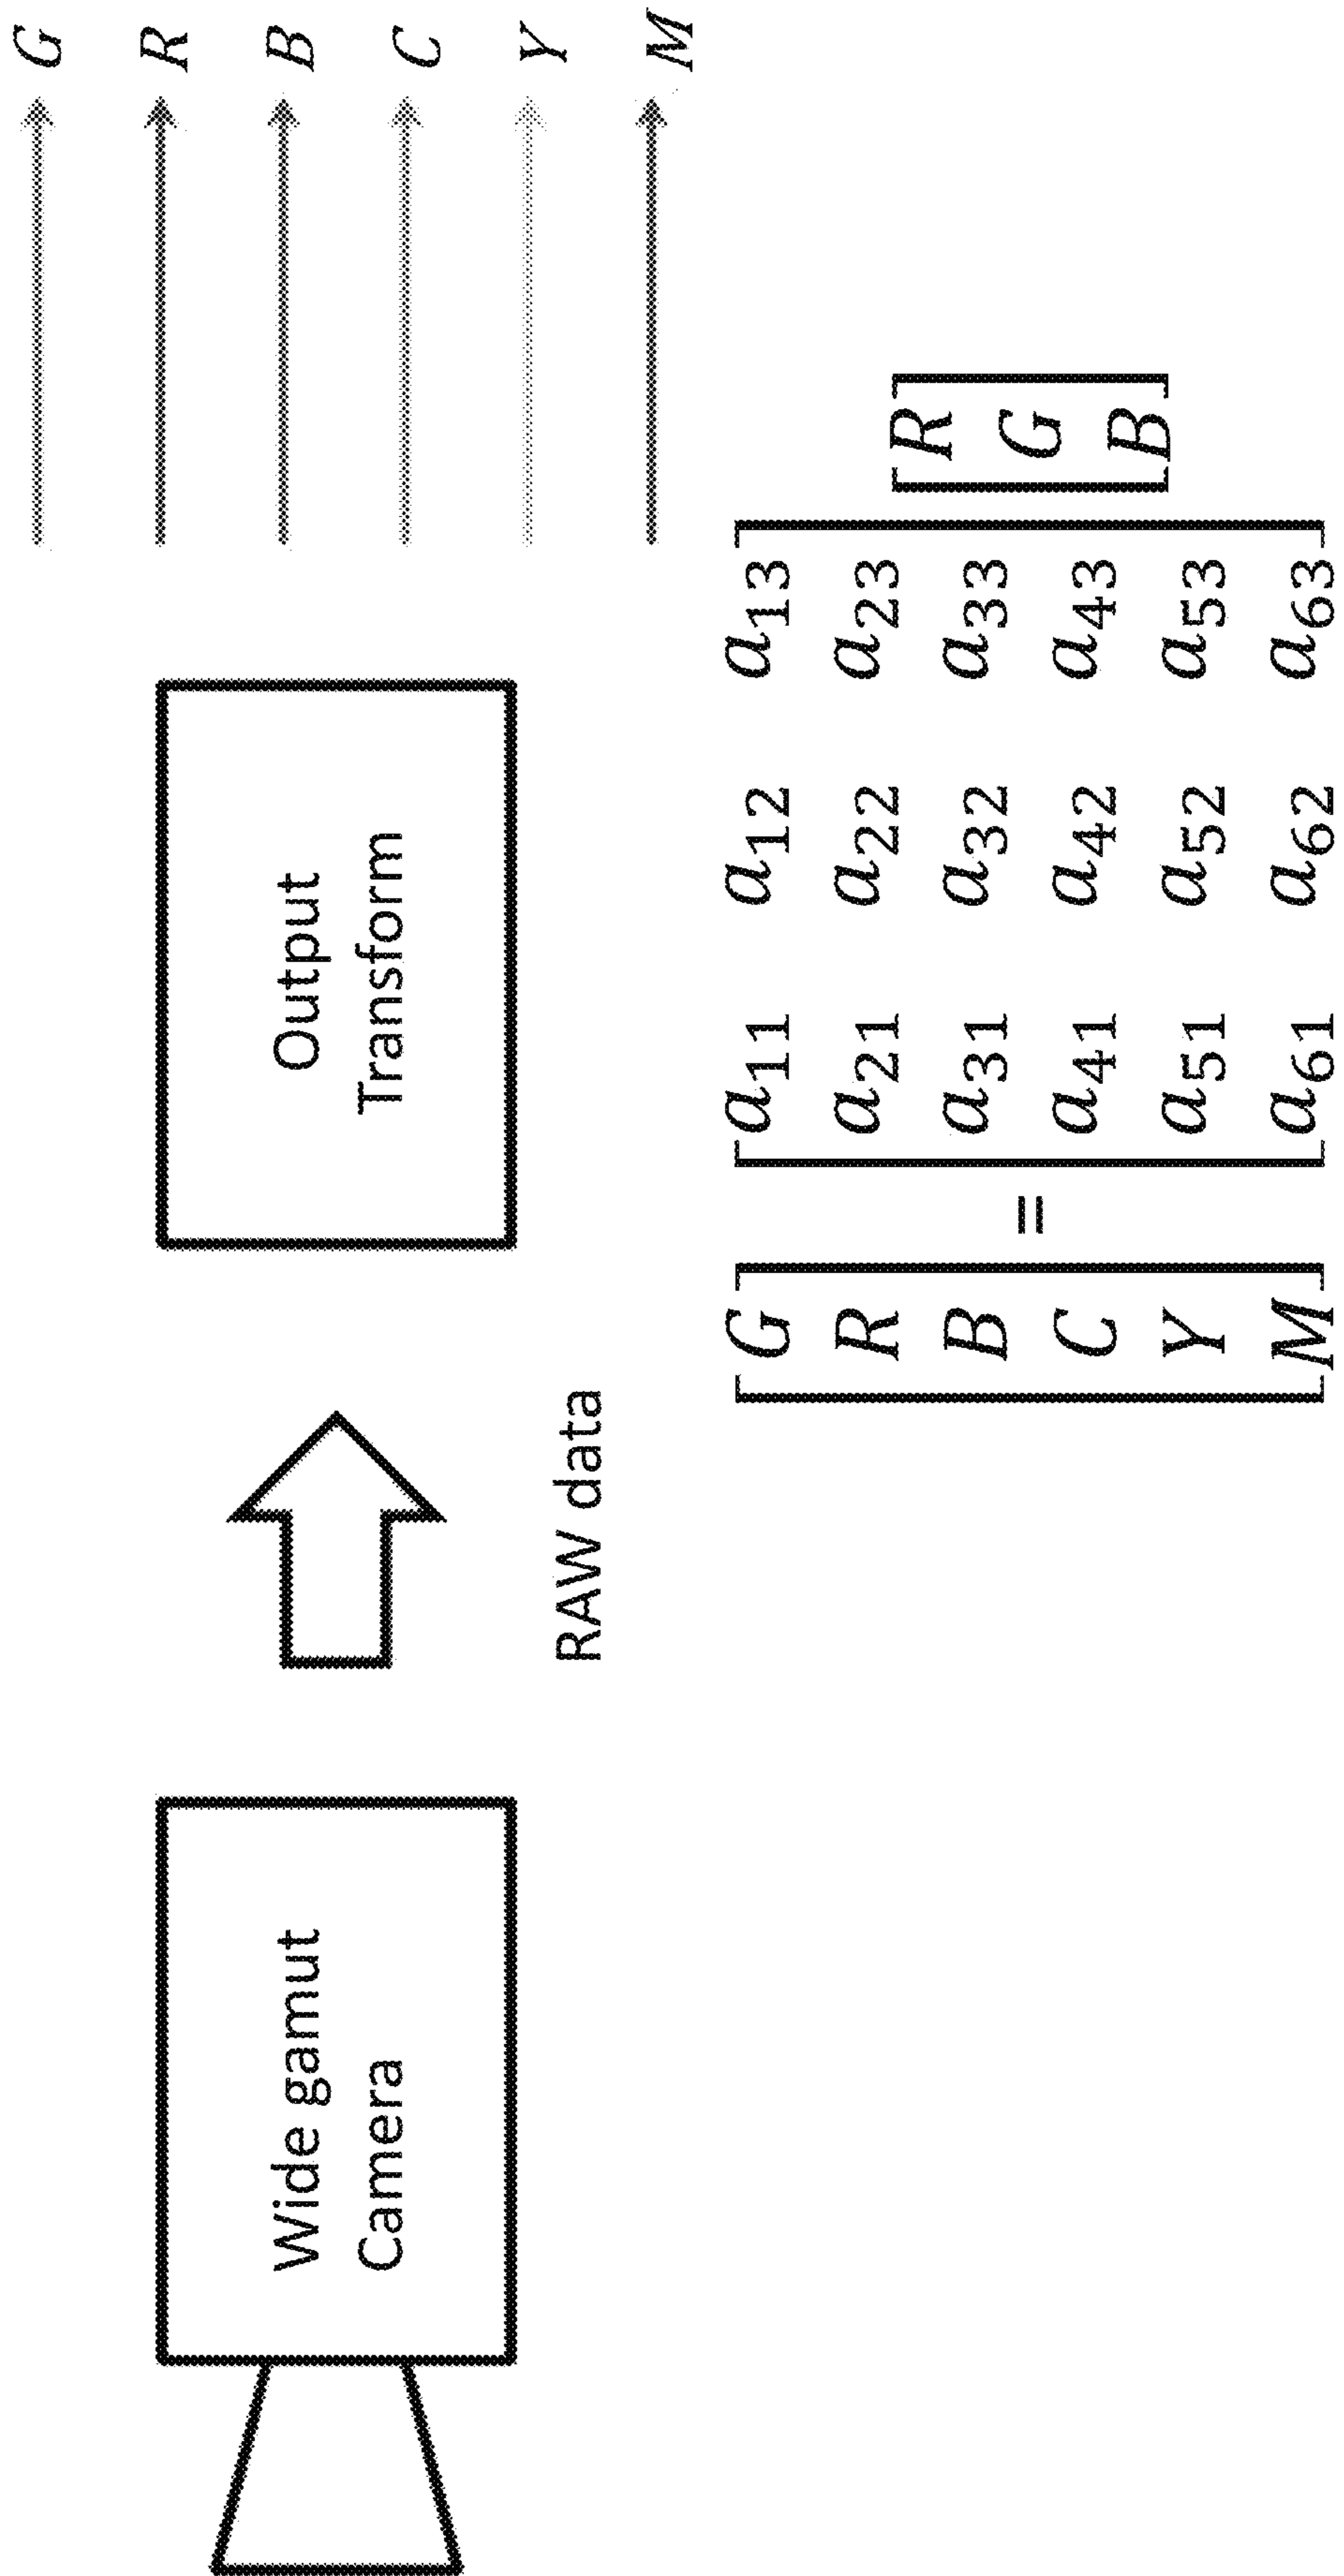 Wide gamut
Camera
RAW data
Output
Transform
G
R
B
C
Y
M
[G R B C Y M] = [a11 a12 a13
a21 a22 a23
a31 a32 a33
a41 a42 a43
a51 a52 a53
a61 a62 a63] [R G B]